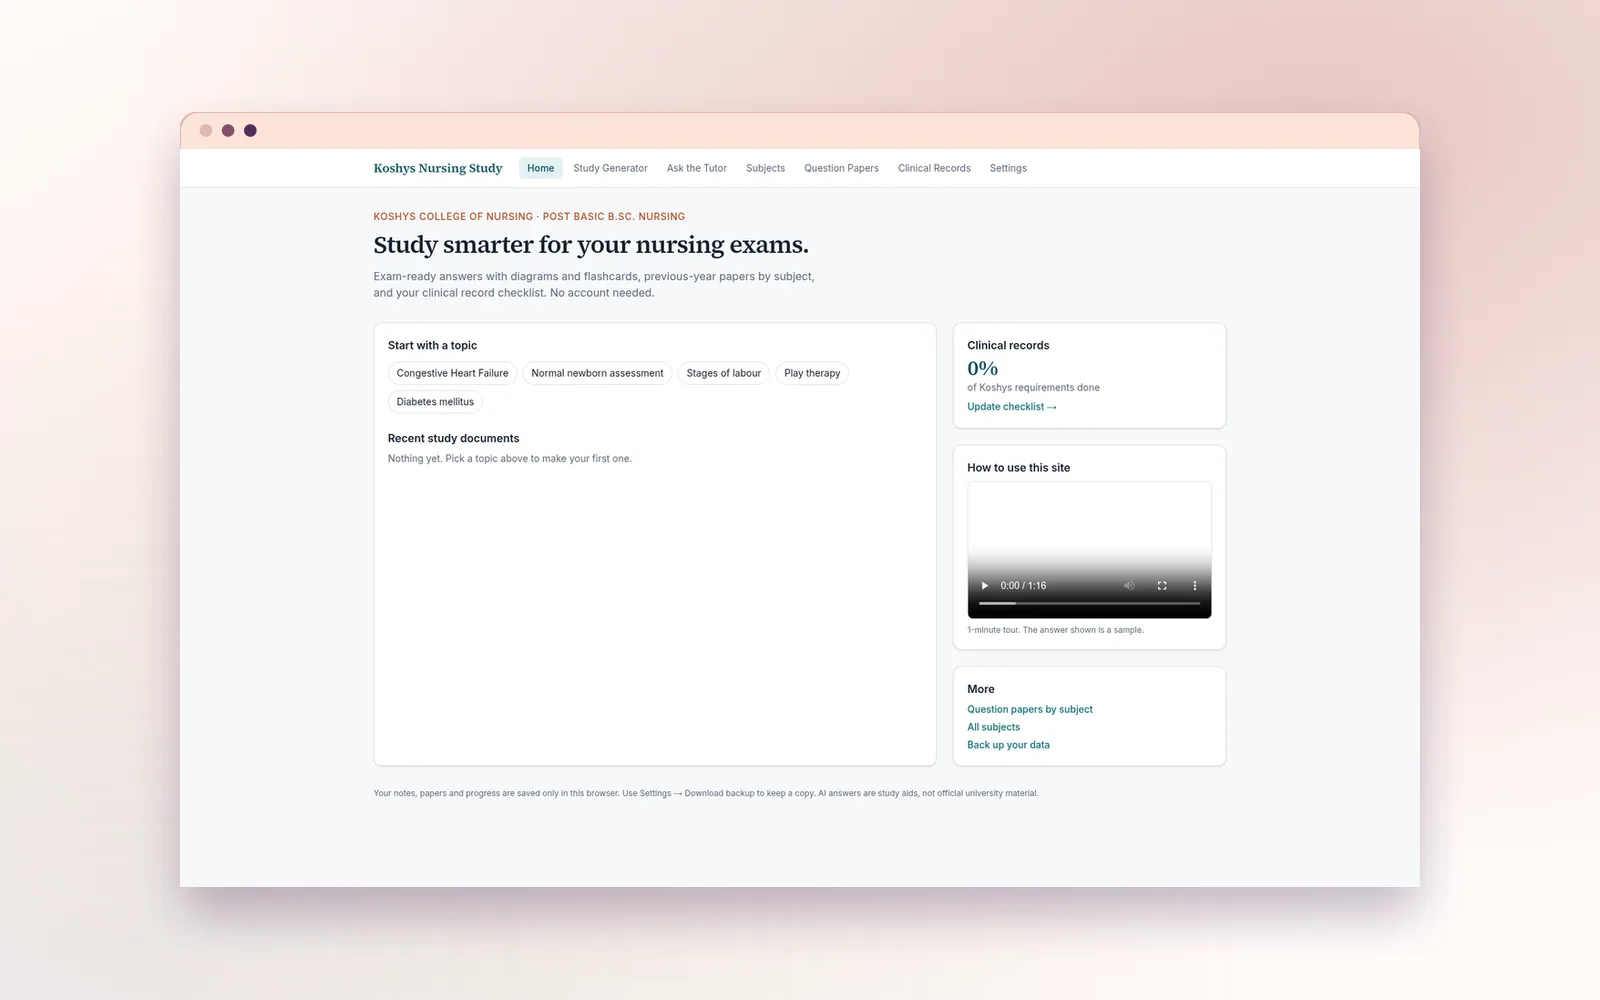 Koshys Nursing Study
Home
Study Generator
Ask the Tutor
Subjects
Question Papers
Clinical Records
Settings
KOSHYS COLLEGE OF NURSING · POST BASIC B.SC. NURSING
Study smarter for your nursing exams.
Exam-ready answers with diagrams and flashcards, previous-year papers by subject,
and your clinical record checklist. No account needed.
Start with a topic
Congestive Heart Failure
Normal newborn assessment
Stages of labour
Play therapy
Diabetes mellitus
Recent study documents
Nothing yet. Pick a topic above to make your first one.
Clinical records
0%
of Koshys requirements done
Update checklist →
How to use this site
0:00 / 1:16
1-minute tour. The answer shown is a sample.
More
Question papers by subject
All subjects
Back up your data
Your notes, papers and progress are saved only in this browser. Use Settings → Download backup to keep a copy. AI answers are study aids, not official university material.